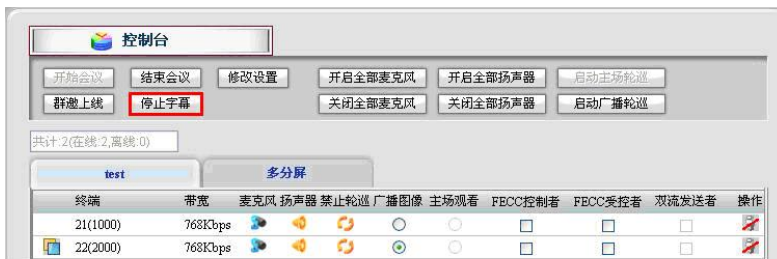 控制台
开始会议 结束会议 修改设置 开启全部麦克风 开启全部扬声器 启动主场轮巡
群邀上线 停止字幕 关闭全部麦克风 关闭全部扬声器 启动广播轮巡
共计:2(在线:2,离线:0)
test 多分屏
终端 带宽 麦克风 扬声器 禁止轮巡 广播图像 主场观看 FECC控制者 FECC受控者 双流发送者 操作
21(1000) 768Kbps
22(2000) 768Kbps